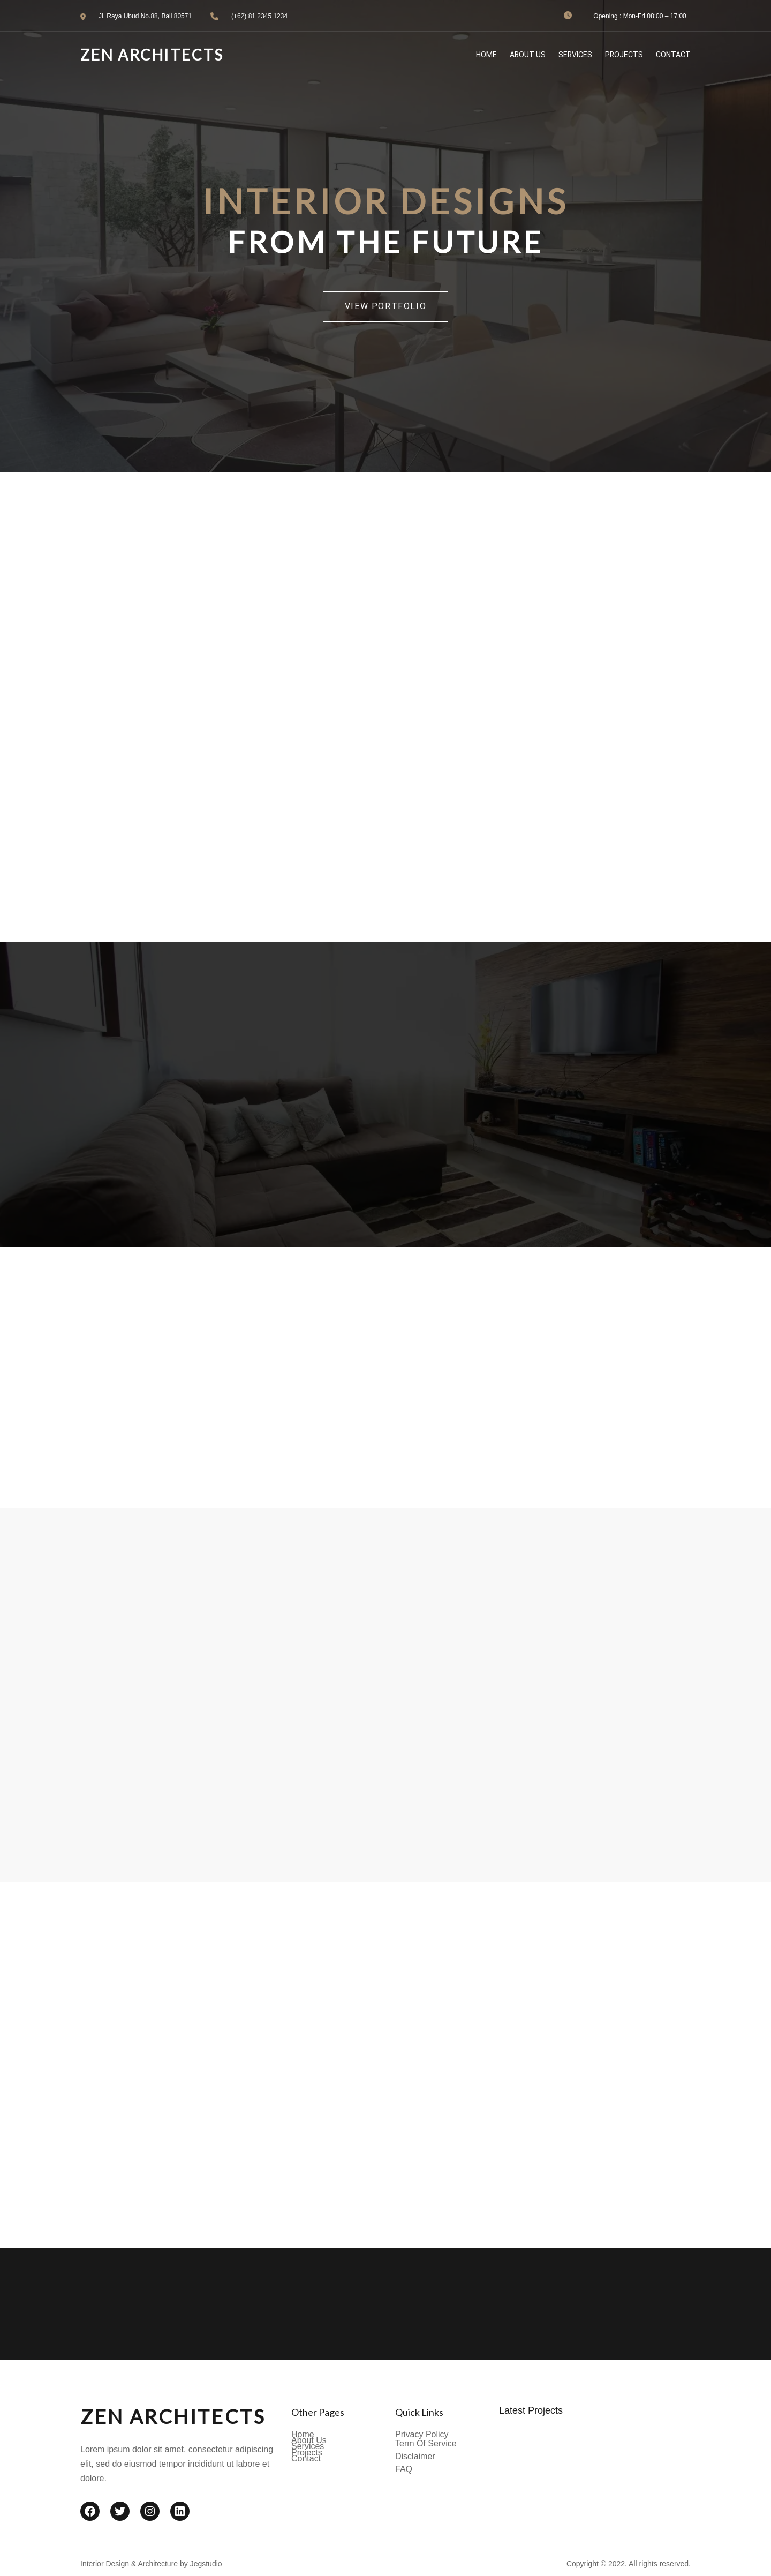 Jl. Raya Ubud No.88, Bali 80571
(+62) 81 2345 1234
Opening : Mon-Fri 08:00 – 17:00
ZEN ARCHITECTS
HOME
ABOUT US
SERVICES
PROJECTS
CONTACT
INTERIOR DESIGNS
FROM THE FUTURE
VIEW PORTFOLIO
ZEN ARCHITECTS
Lorem ipsum dolor sit amet, consectetur adipiscing
elit, sed do eiusmod tempor incididunt ut labore et
dolore.
Other Pages
Home
About Us
Services
Projects
Contact
Quick Links
Privacy Policy
Term Of Service
Disclaimer
FAQ
Latest Projects
Interior Design & Architecture by Jegstudio
Copyright © 2022. All rights reserved.